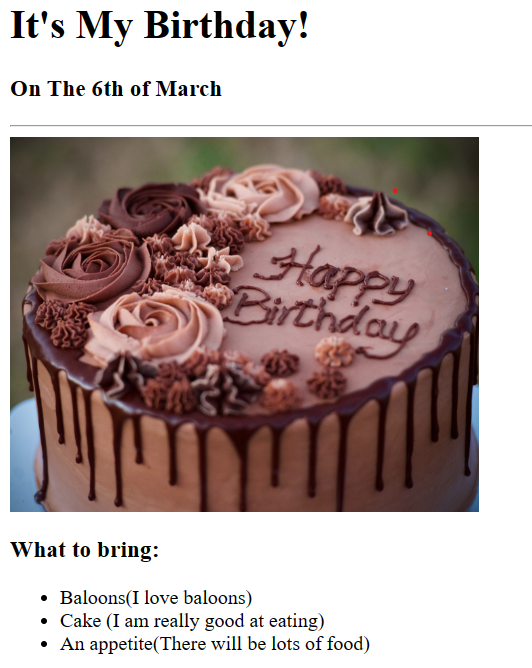 It's My Birthday!
On The 6th of March
Happy
Birthday
What to bring:
Baloons(I love baloons)
Cake (I am really good at eating)
An appetite(There will be lots of food)